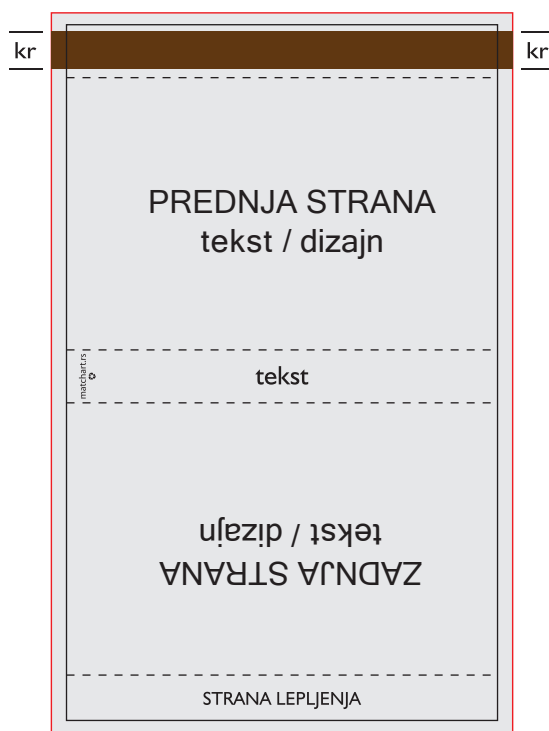 kr
kr
PREDNJA STRANA
tekst / dizajn
matchart.rs
tekst
ZADNJA STRANA
tekst / dizajn
STRANA LEPLJENJA